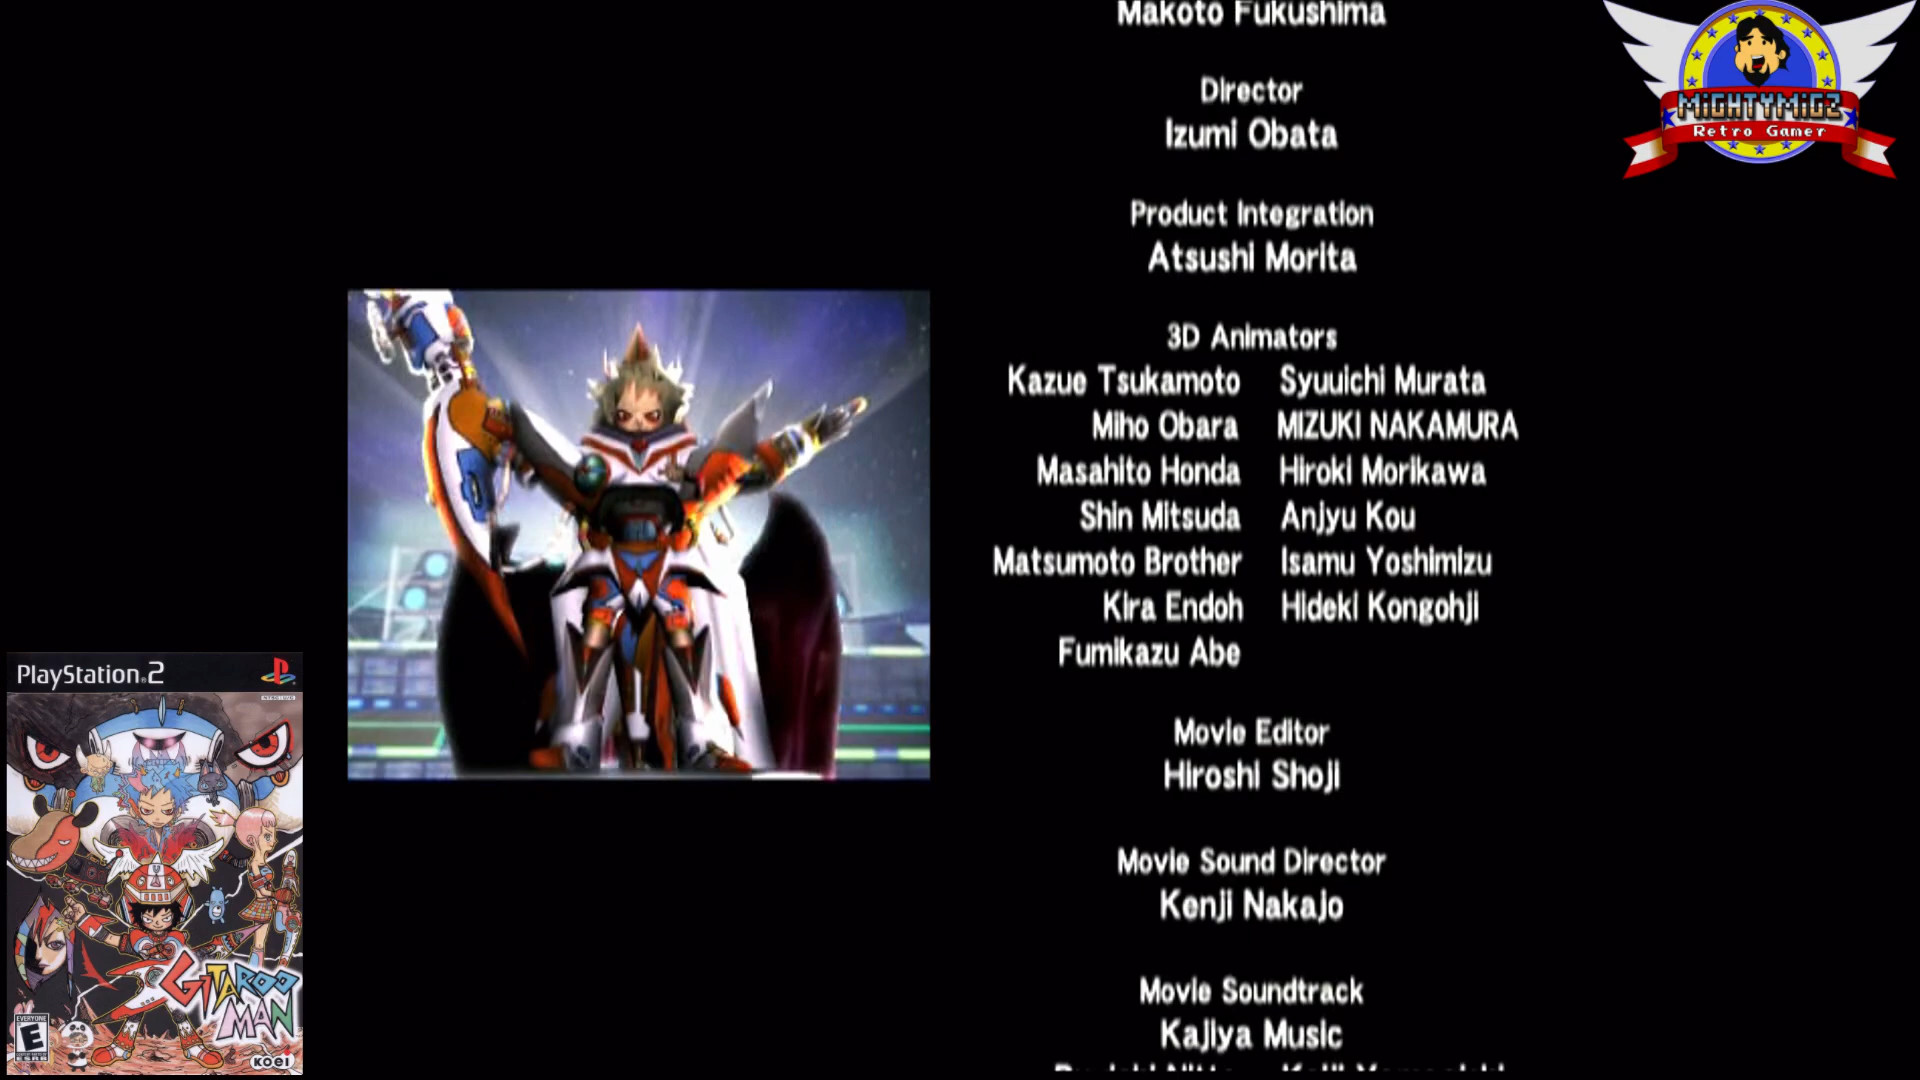 Makoto Fukushima
Director
Izumi Obata
Product Integration
Atsushi Morita
3D Animators
Kazue Tsukamoto Syuuichi Murata
Miho Obara MIZUKI NAKAMURA
Masahito Honda Hiroki Morikawa
Shin Mitsuda Anjyu Kou
Matsumoto Brother Isamu Yoshimizu
Kira Endoh Hideki Kongohji
Fumikazu Abe
Movie Editor
Hiroshi Shoji
Movie Sound Director
Kenji Nakajo
Movie Soundtrack
Kajiya Music
MIGHTYMIGZ
Retro Gamer
PlayStation 2
NTSC U/C
GITAROO
MAN
EVERYONE
E
ESRB
KOEI